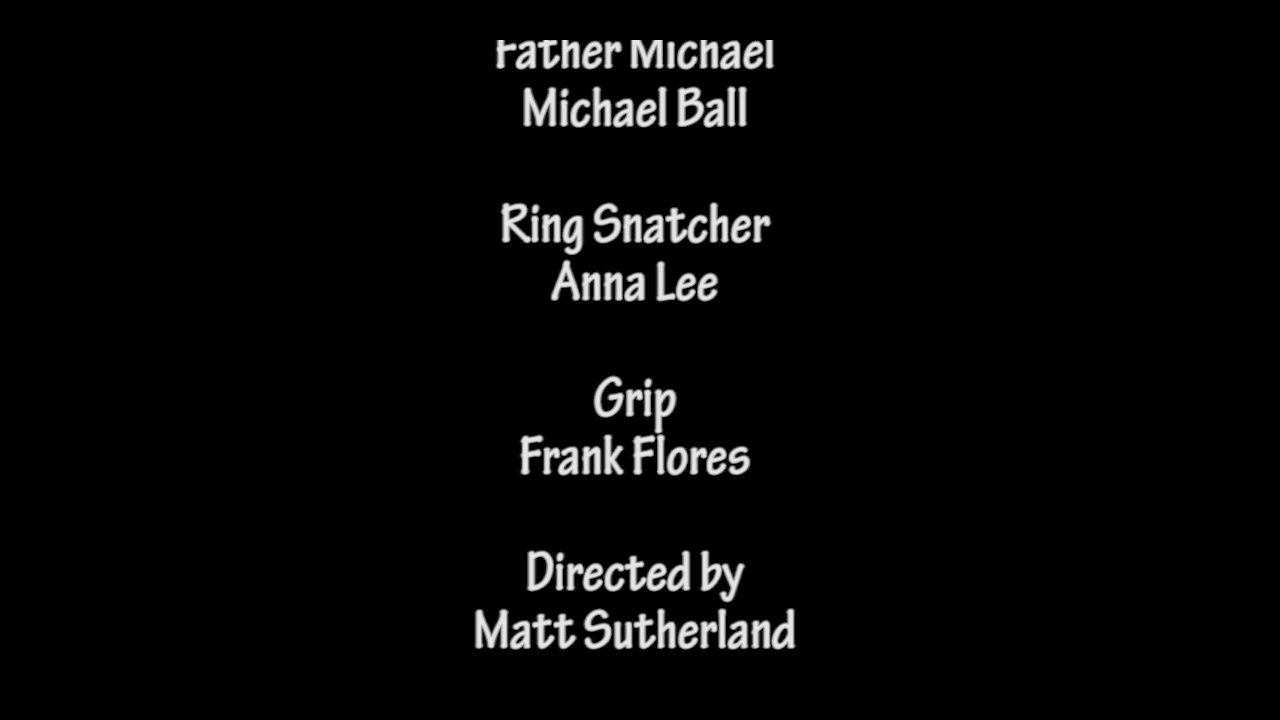 Father Michael
Michael Ball
Ring Snatcher
Anna Lee
Grip
Frank Flores
Directed by
Matt Sutherland